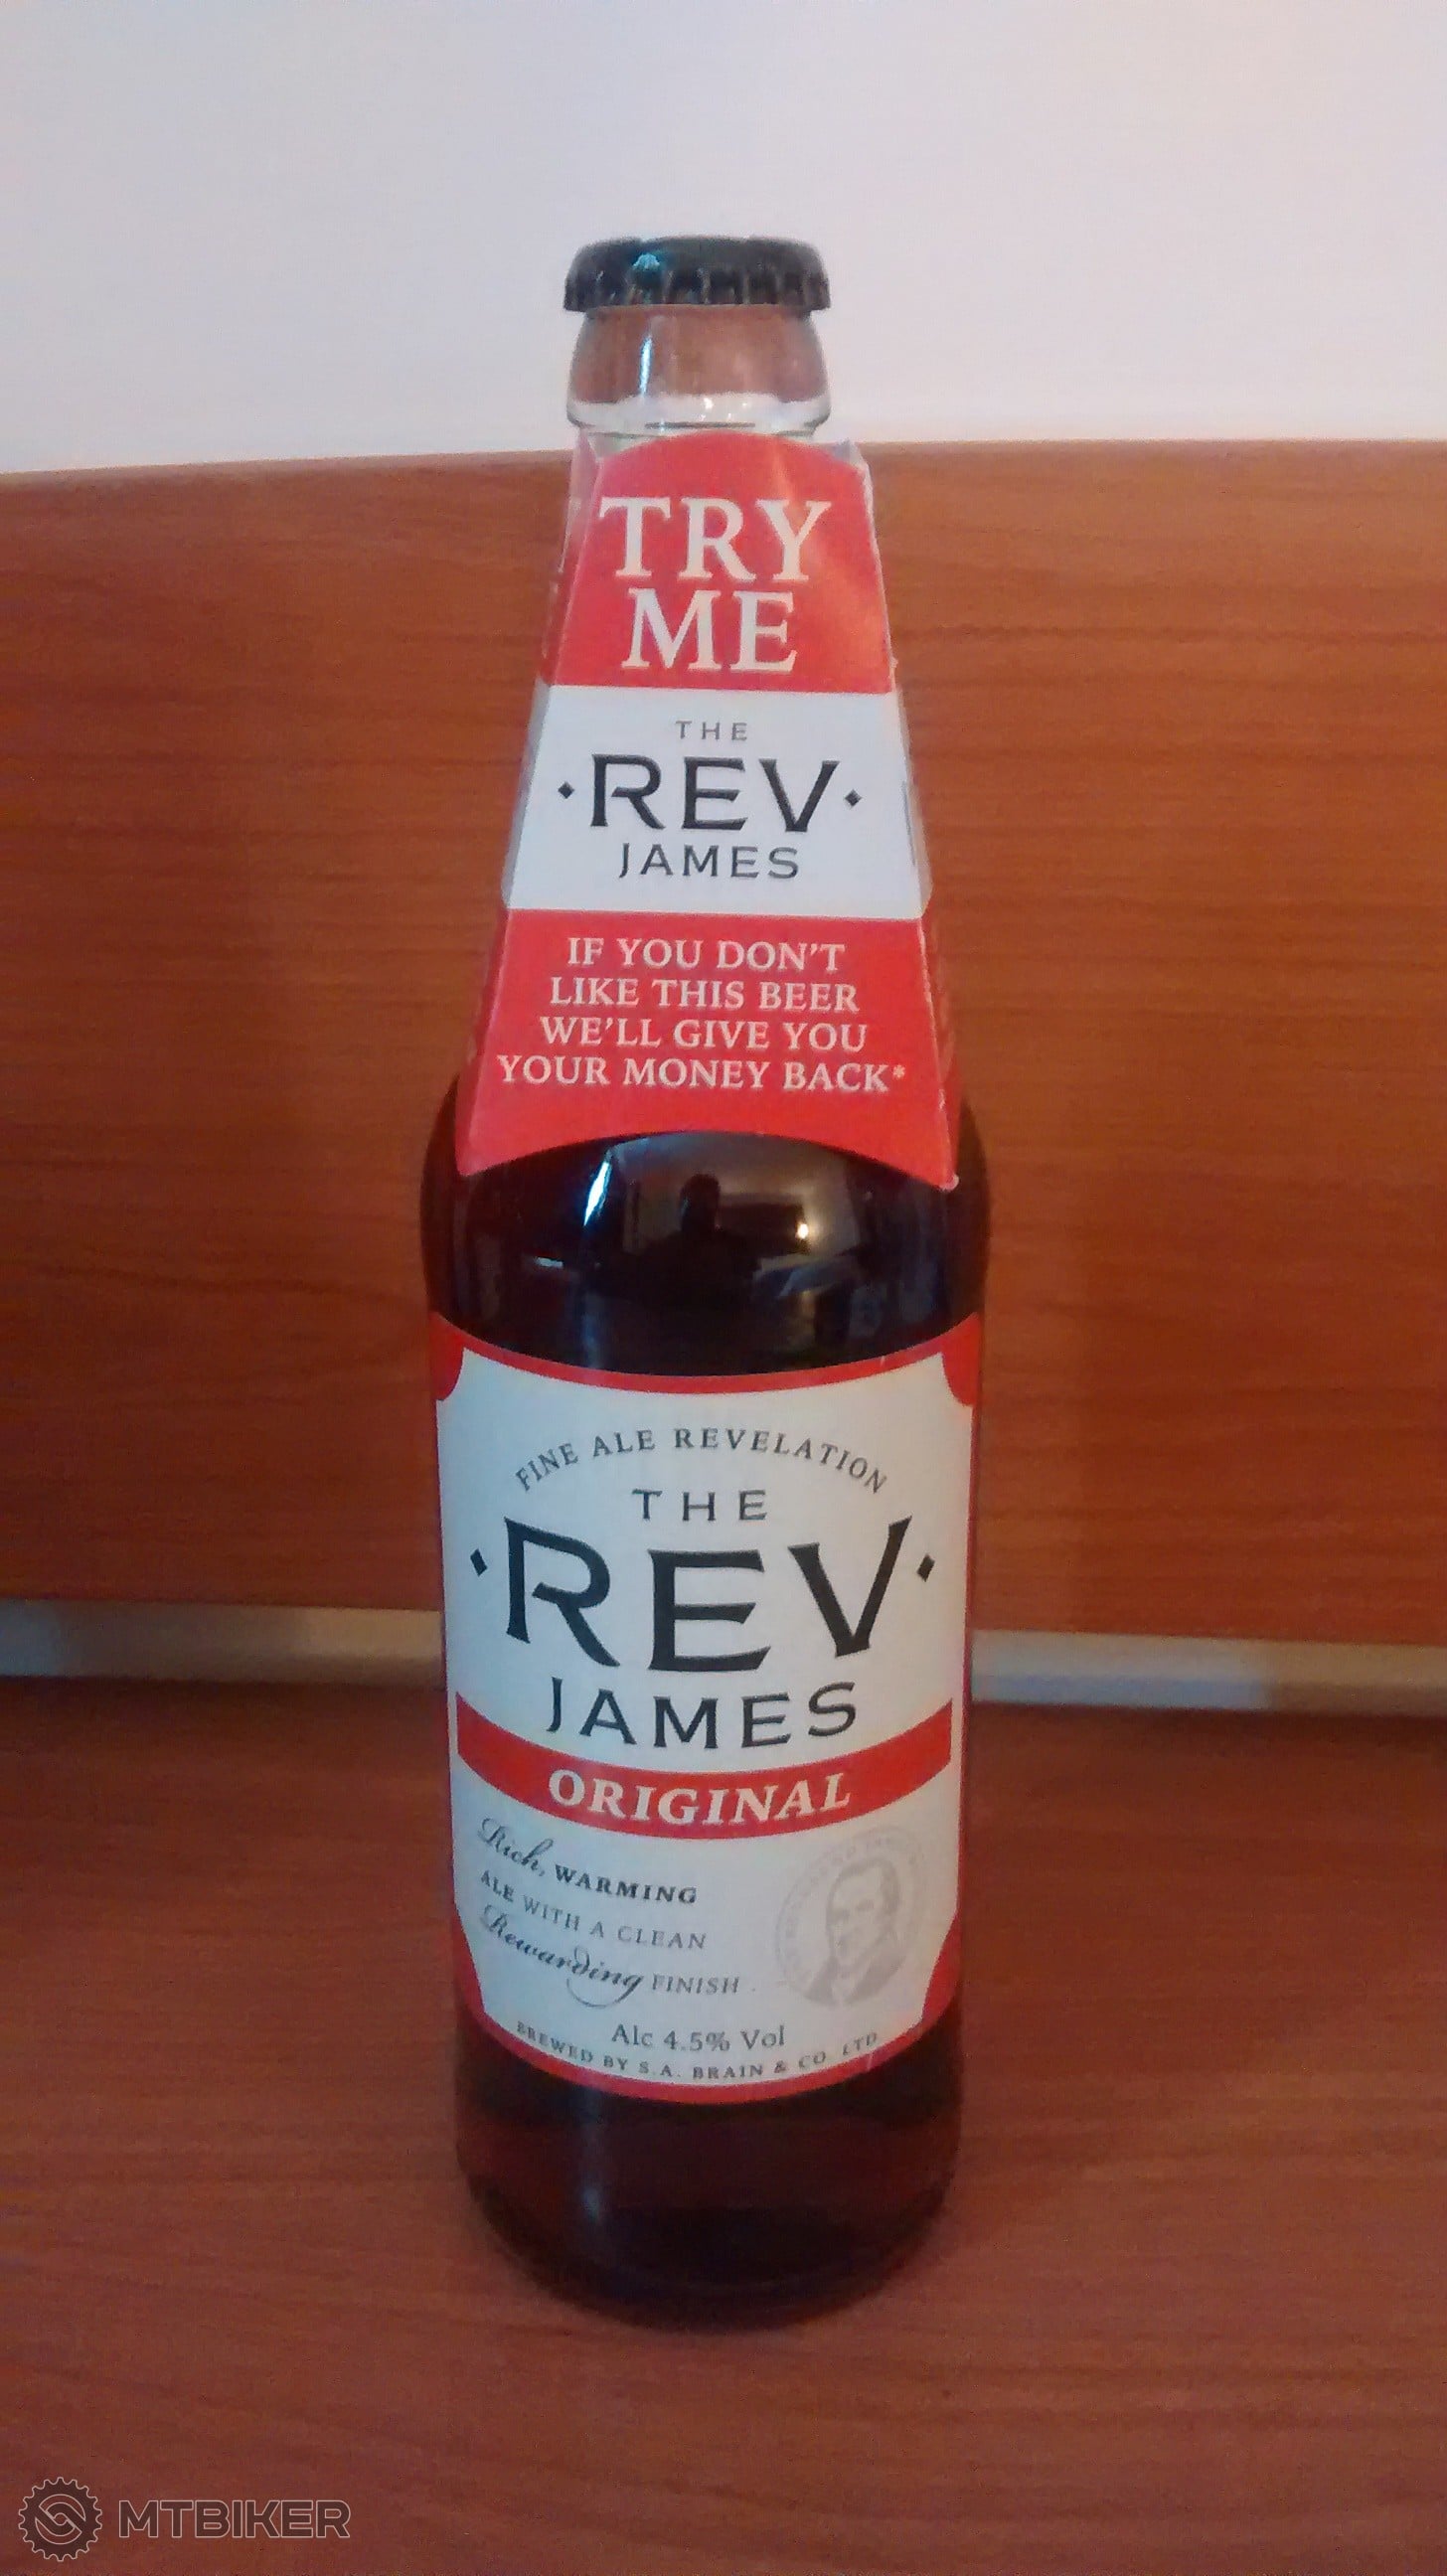 TRY
ME
THE
·REV·
JAMES
IF YOU DON'T
LIKE THIS BEER
WE'LL GIVE YOU
YOUR MONEY BACK*
FINE ALE REVELATION
THE
·REV·
JAMES
ORIGINAL
Rich, WARMING
ALE WITH A CLEAN
Rewarding FINISH
Alc 4.5% Vol
BREWED BY S.A. BRAIN & CO. LTD
MTBIKER